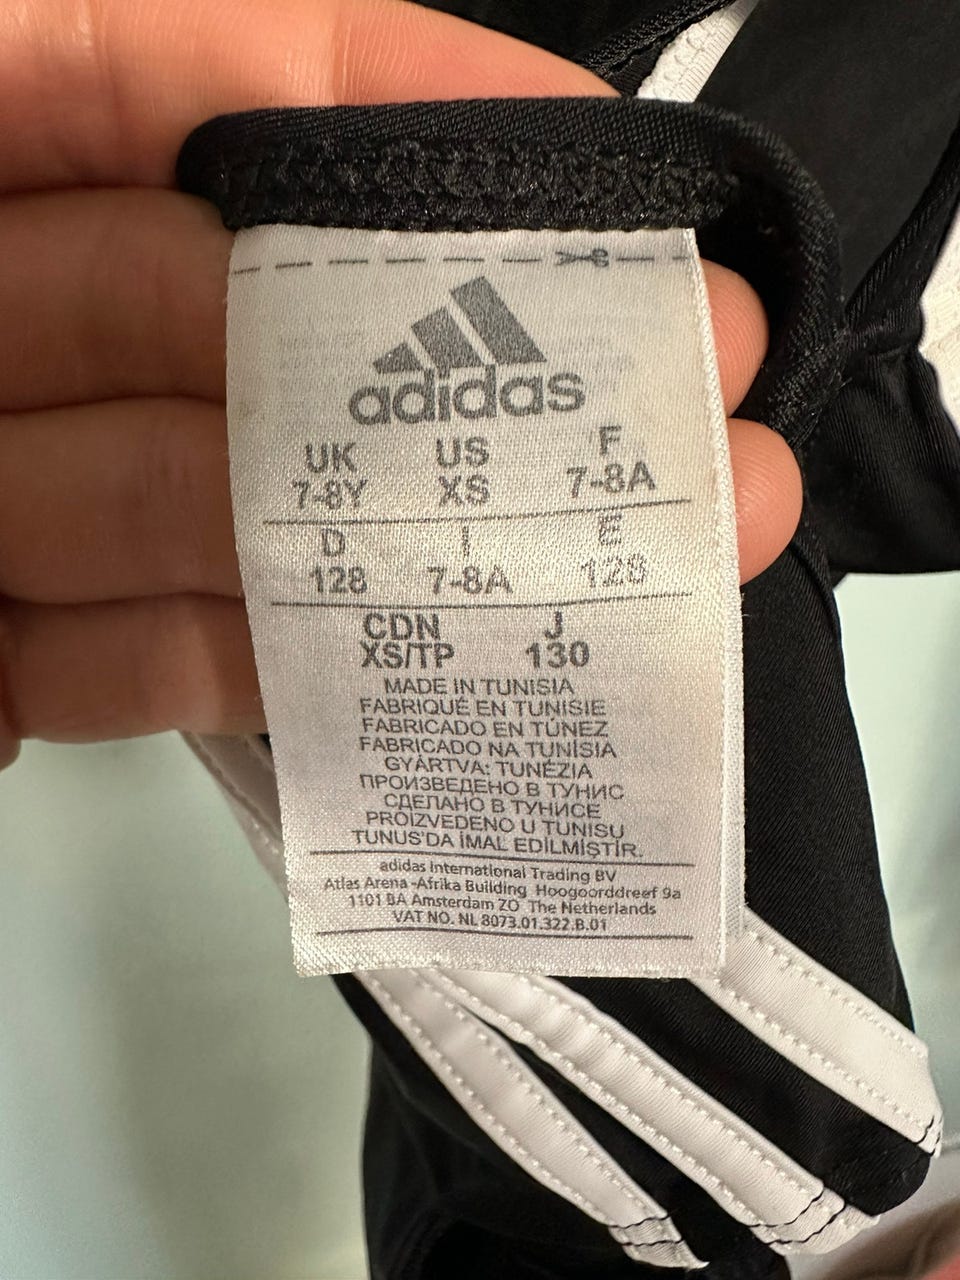 adidas
UK US F
7-8Y XS 7-8A
D I E
128 7-8A 128
CDN J
XS/TP 130
MADE IN TUNISIA
FABRIQUÉ EN TUNISIE
FABRICADO EN TÚNEZ
FABRICADO NA TUNÍSIA
GYÁRTVA: TUNÉZIA
ПРОИЗВЕДЕНО В ТУНИС
СДЕЛАНО В ТУНИСЕ
PROIZVEDENO U TUNISU
TUNUS'DA İMAL EDİLMİŞTİR.
adidas International Trading BV
Atlas Arena -Afrika Building Hoogoorddreef 9a
1101 BA Amsterdam ZO The Netherlands
VAT NO. NL 8073.01.322.B.01